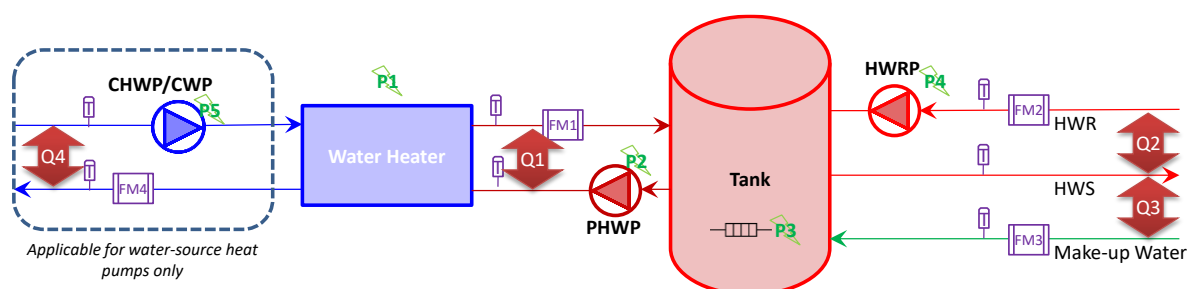 CHWP/CWP
P5
T
Q4
T
FM4
Applicable for water-source heat
pumps only
P1
Water Heater
T
FM1
Q1
T
P2
PHWP
Tank
P3
HWRP
P4
T
FM2
HWR
Q2
T
HWS
Q3
T
FM3
Make-up Water